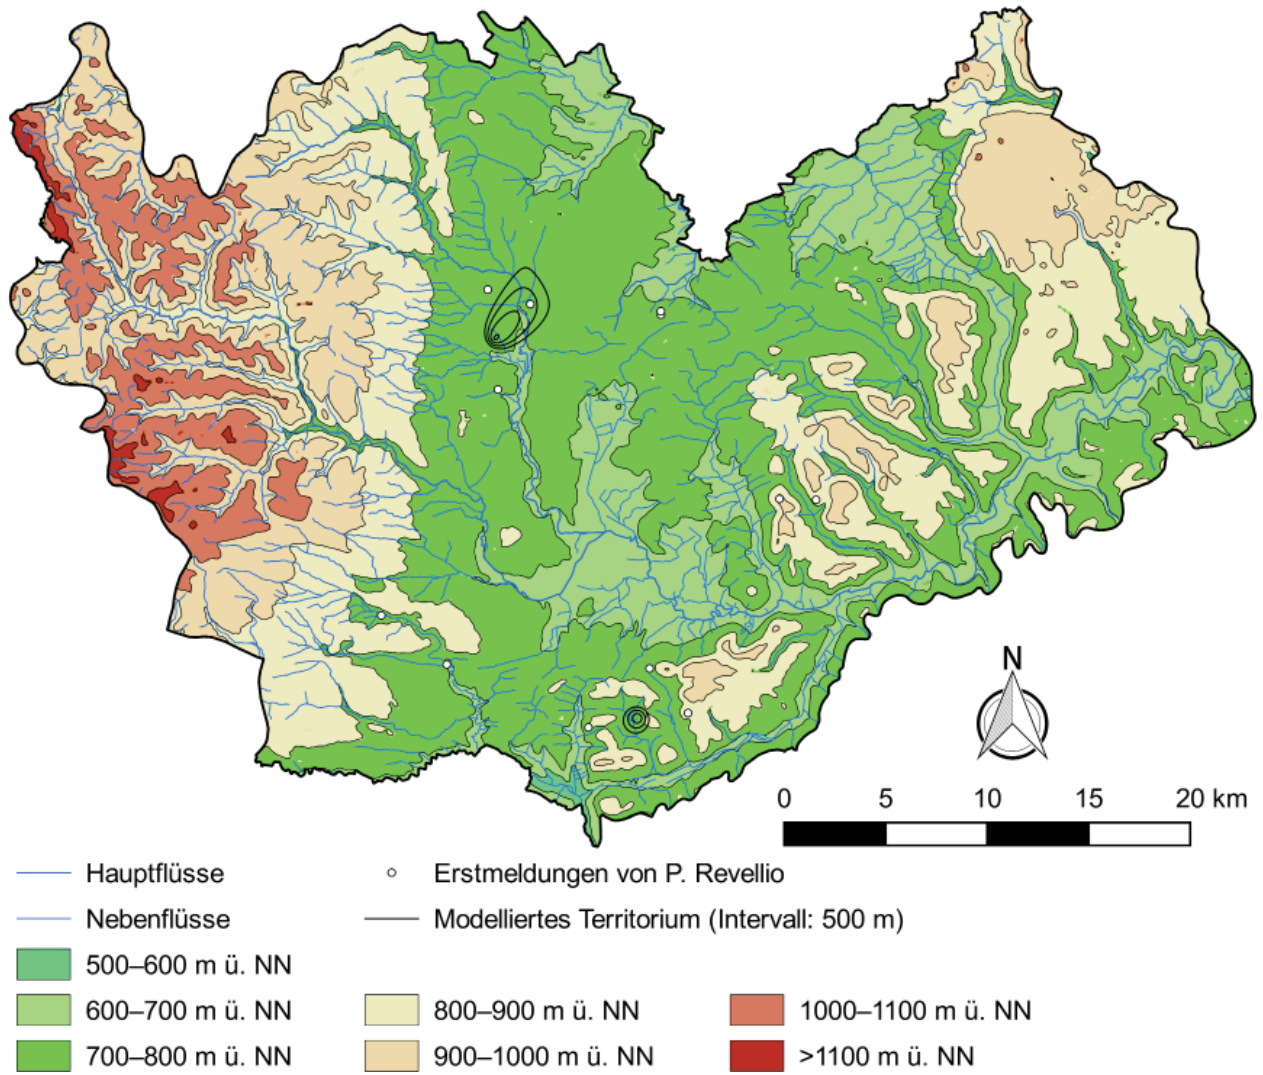 N
0 5 10 15 20 km
Hauptflüsse
Erstmeldungen von P. Revellio
Nebenflüsse
Modelliertes Territorium (Intervall: 500 m)
500–600 m ü. NN
600–700 m ü. NN
800–900 m ü. NN
1000–1100 m ü. NN
700–800 m ü. NN
900–1000 m ü. NN
>1100 m ü. NN